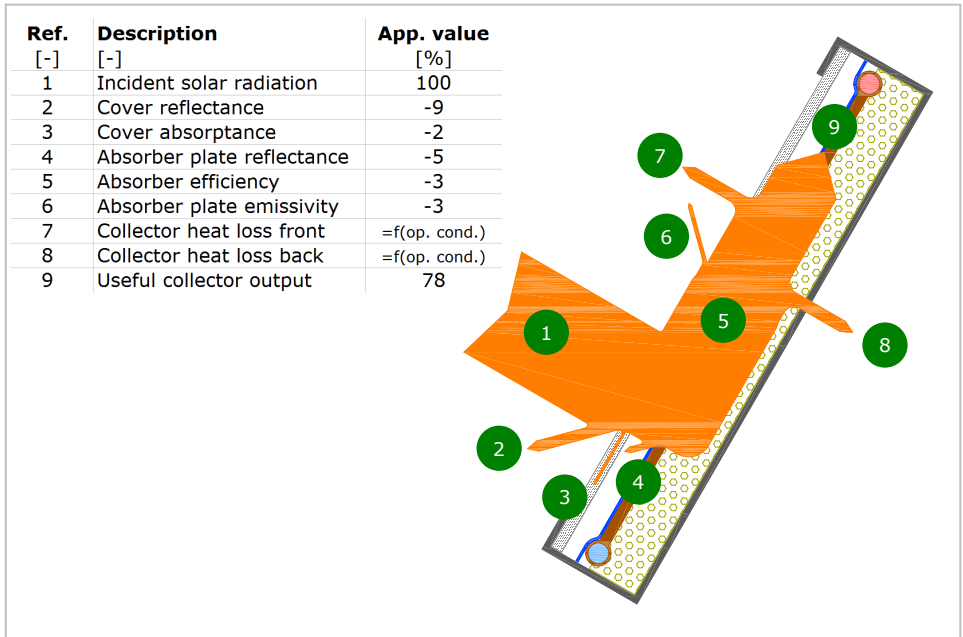 Ref. Description App. value
[-] [-] [%]
1 Incident solar radiation 100
2 Cover reflectance -9
3 Cover absorptance -2
4 Absorber plate reflectance -5
5 Absorber efficiency -3
6 Absorber plate emissivity -3
7 Collector heat loss front =f(op. cond.)
8 Collector heat loss back =f(op. cond.)
9 Useful collector output 78
9
7
6
5
1
8
2
4
3